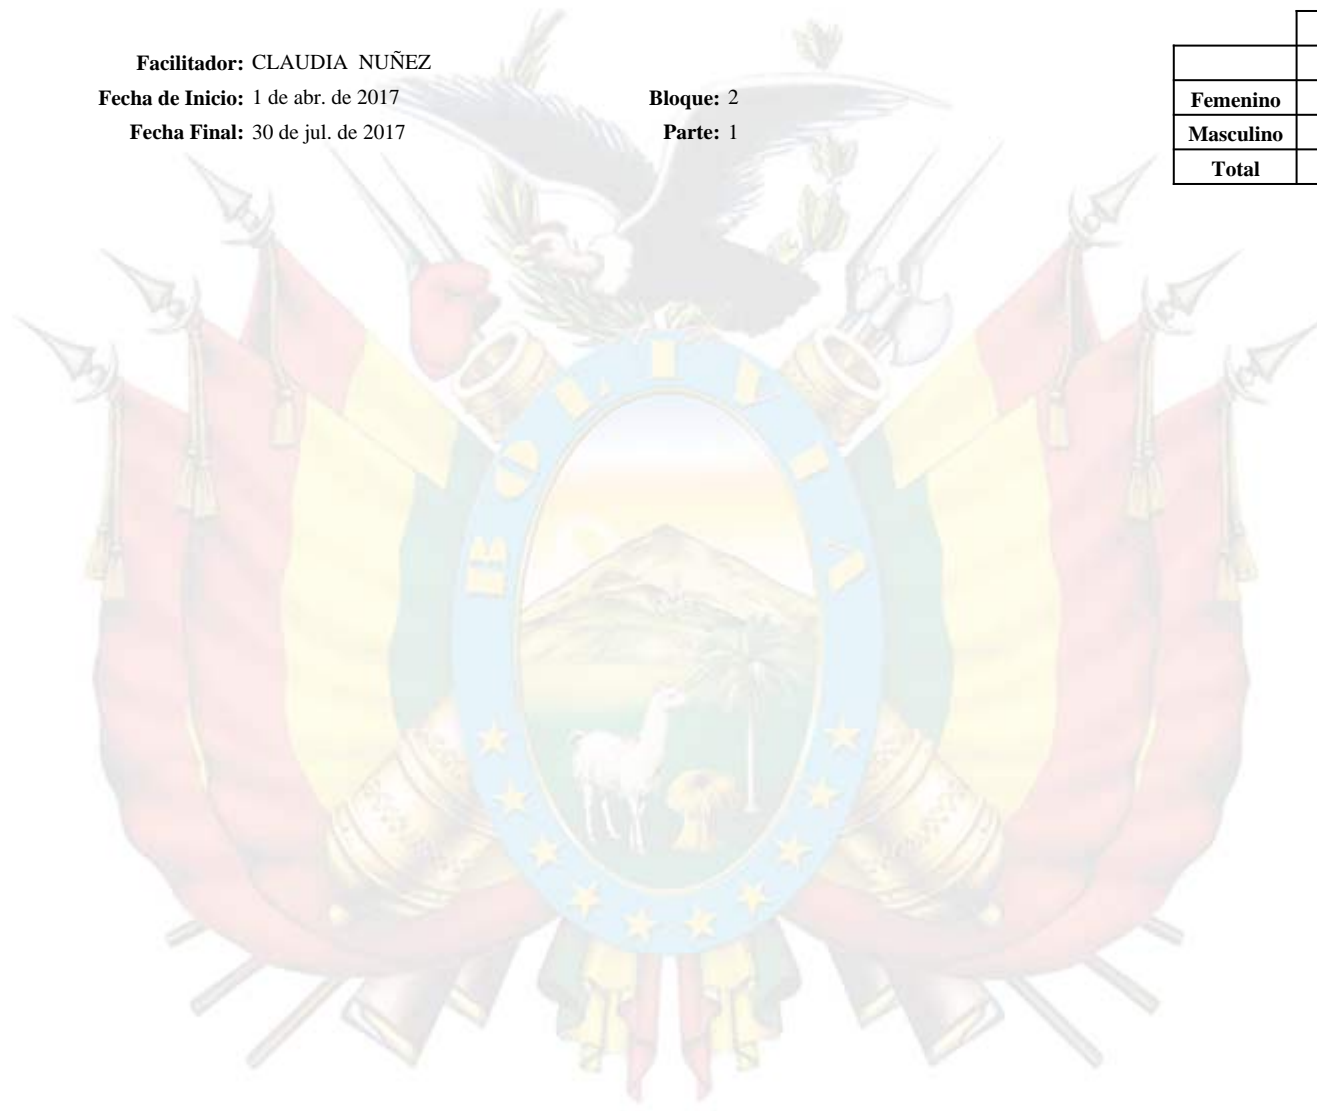 Facilitador: CLAUDIA NUÑEZ
Fecha de Inicio: 1 de abr. de 2017
Bloque: 2
Fecha Final: 30 de jul. de 2017
Parte: 1
Femenino
Masculino
Total
BOLIVIA